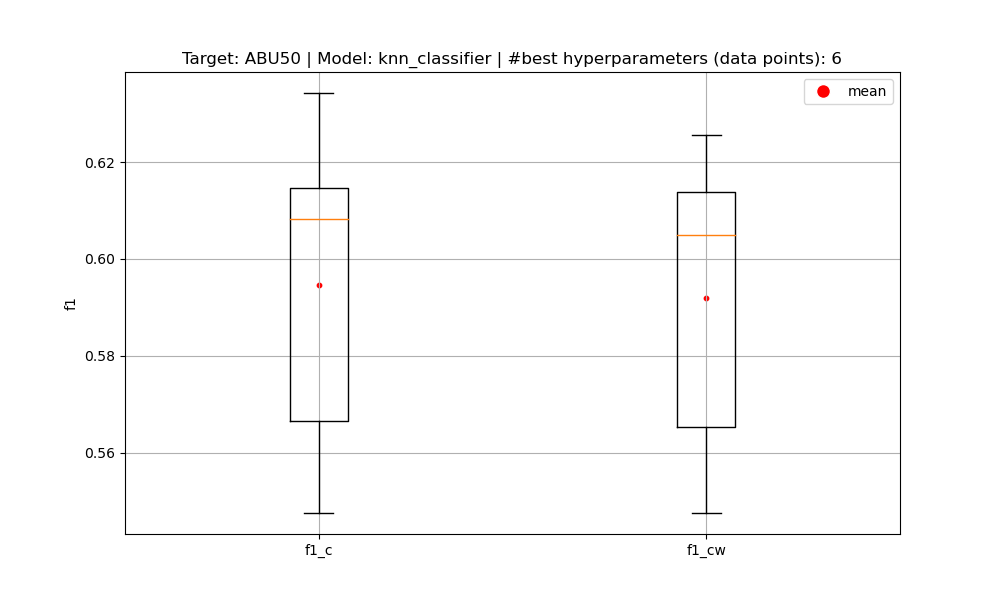 Target: ABU50 | Model: knn_classifier | #best hyperparameters (data points): 6
mean
0.62
0.60
0.58
0.56
f1
f1_c
f1_cw